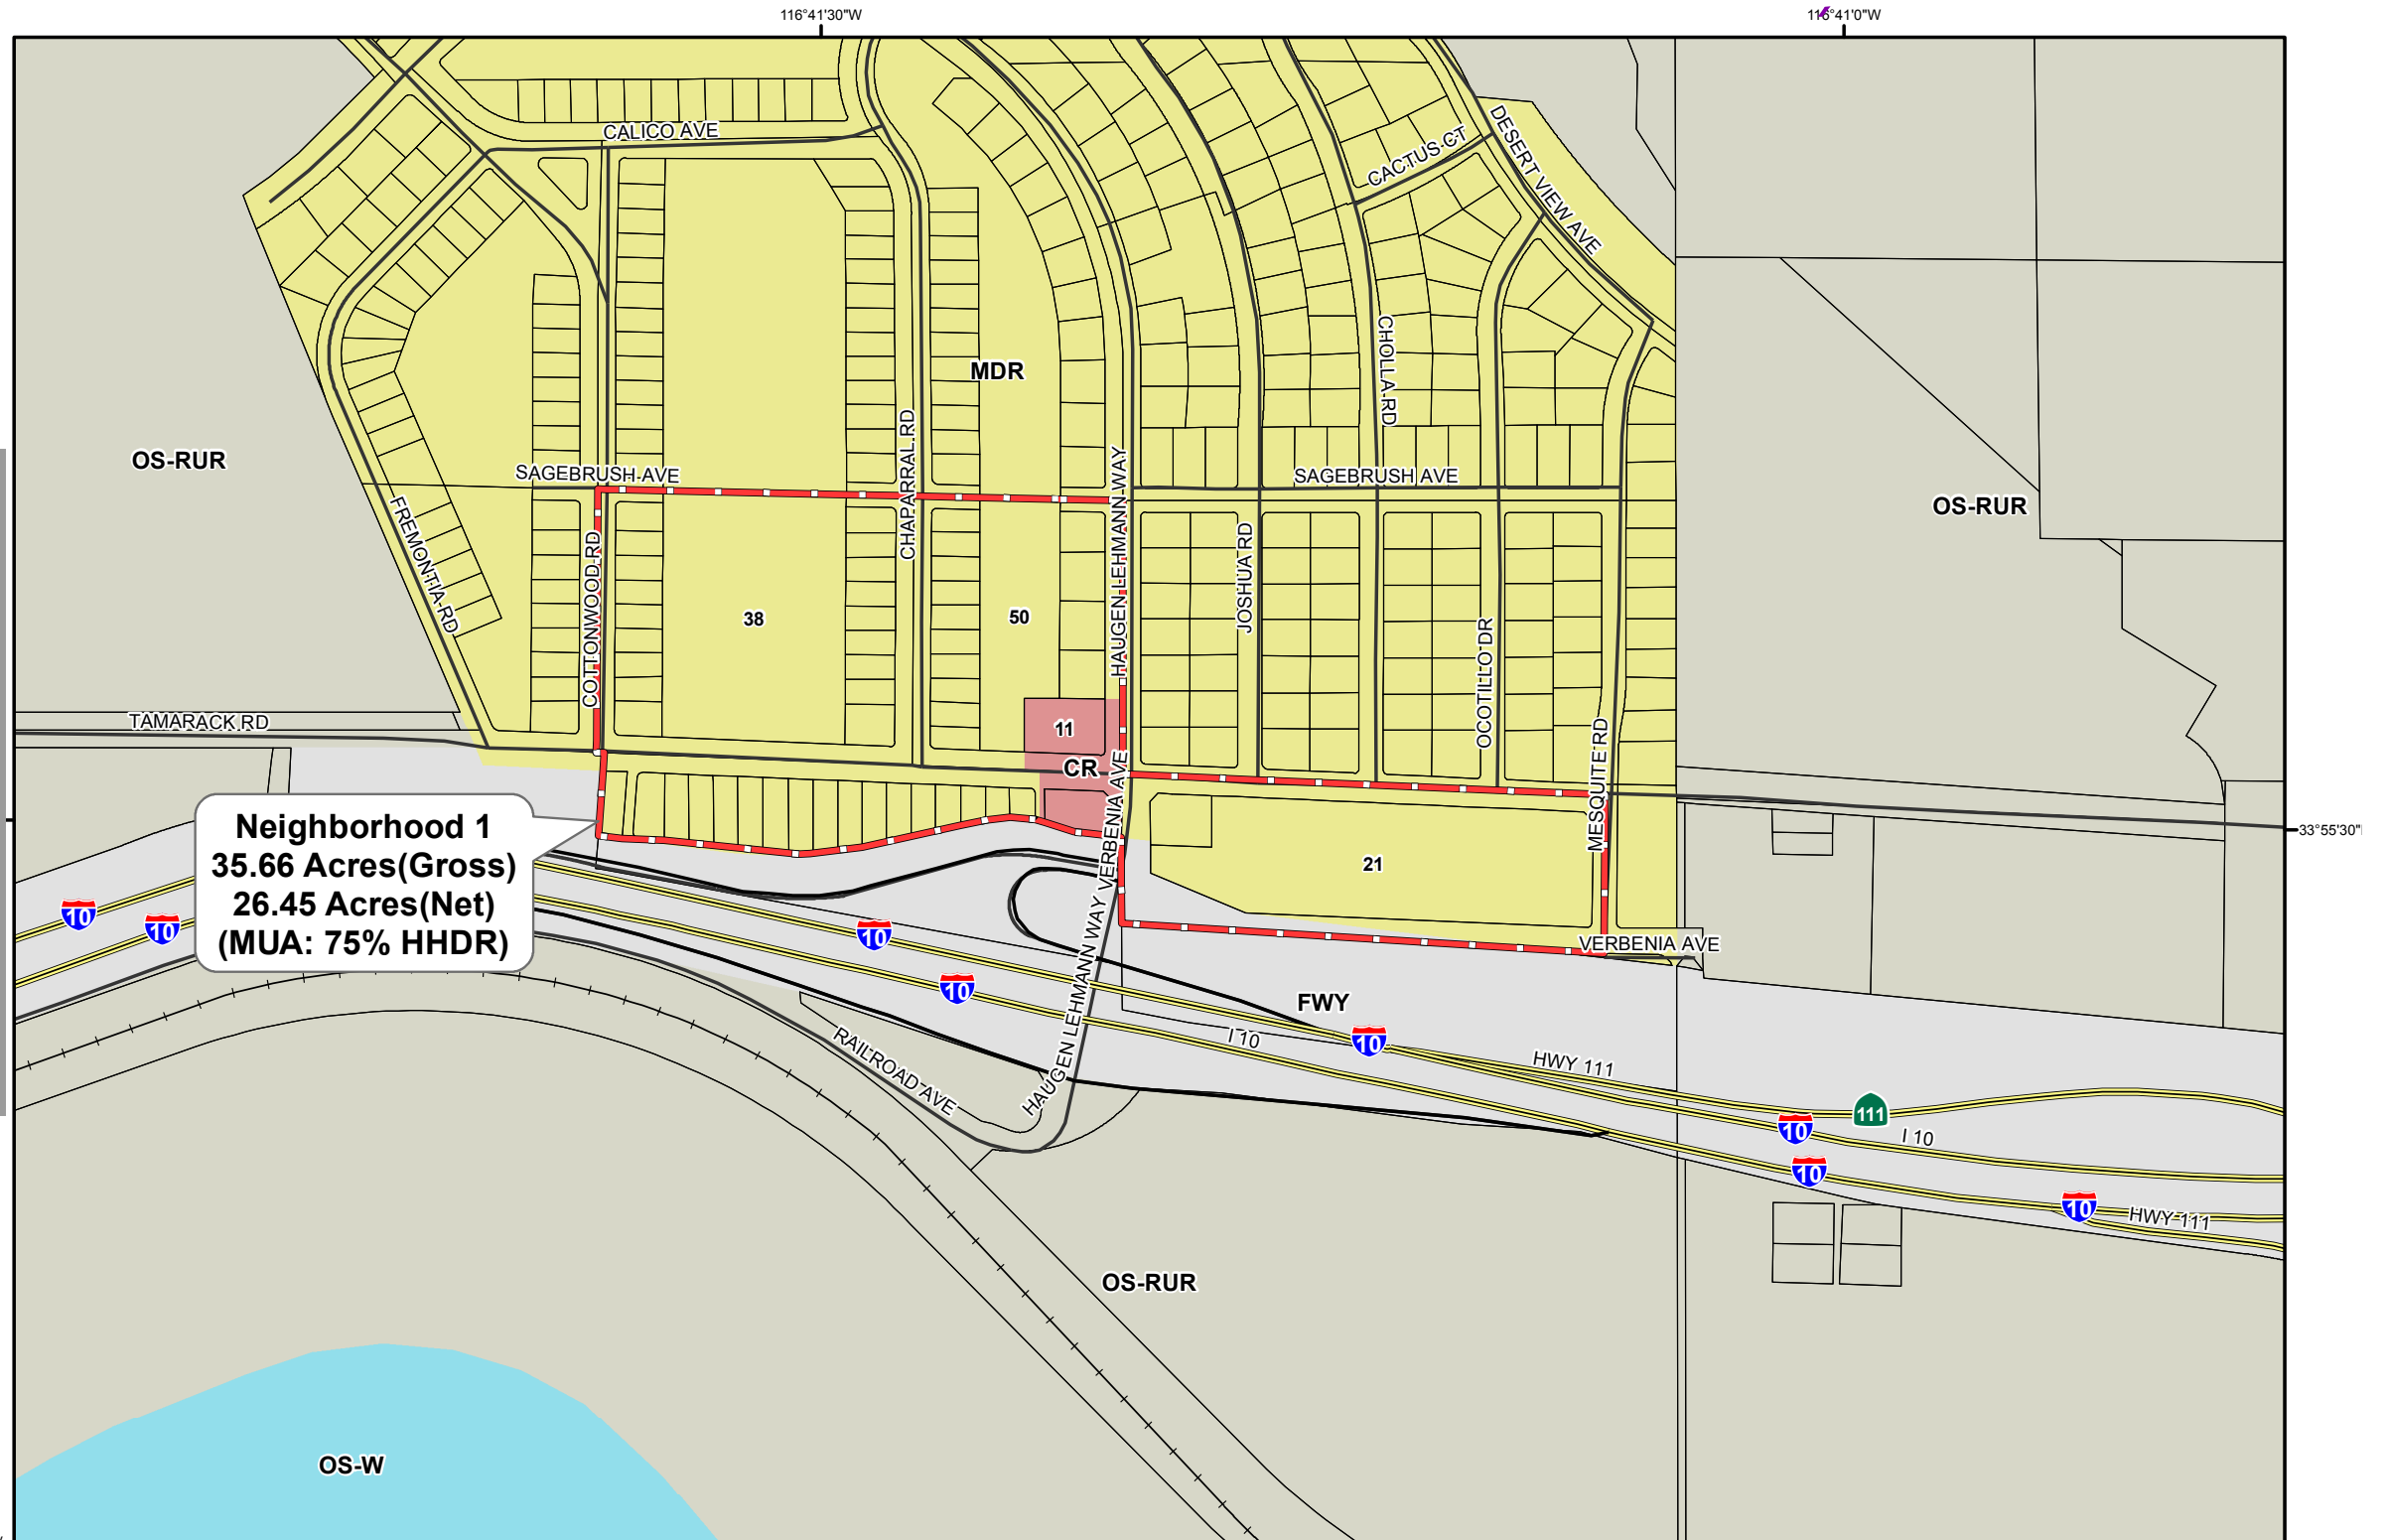 116°41'30"W
116°41'0"W
CALICO AVE
CACTUS CT
DESERT VIEW AVE
MDR
CHOLLA RD
CHAPARRAL RD
OS-RUR
SAGEBRUSH AVE
SAGEBRUSH AVE
OS-RUR
FREMONTIA RD
COTTONWOOD RD
HAUGEN LEHMANN WAY
JOSHUA RD
38
50
OCOTILLO DR
TAMARACK RD
11
MESQUITE RD
CR
VERBENIA AVE
Neighborhood 1
35.66 Acres(Gross)
26.45 Acres(Net)
(MUA: 75% HHDR)
33°55'30"
21
10
10
10
VERBENIA AVE
HAUGEN LEHMANN WAY
10
FWY
I 10
10
HWY 111
RAILROAD AVE
111
10
I 10
10
10
HWY 111
OS-RUR
OS-W